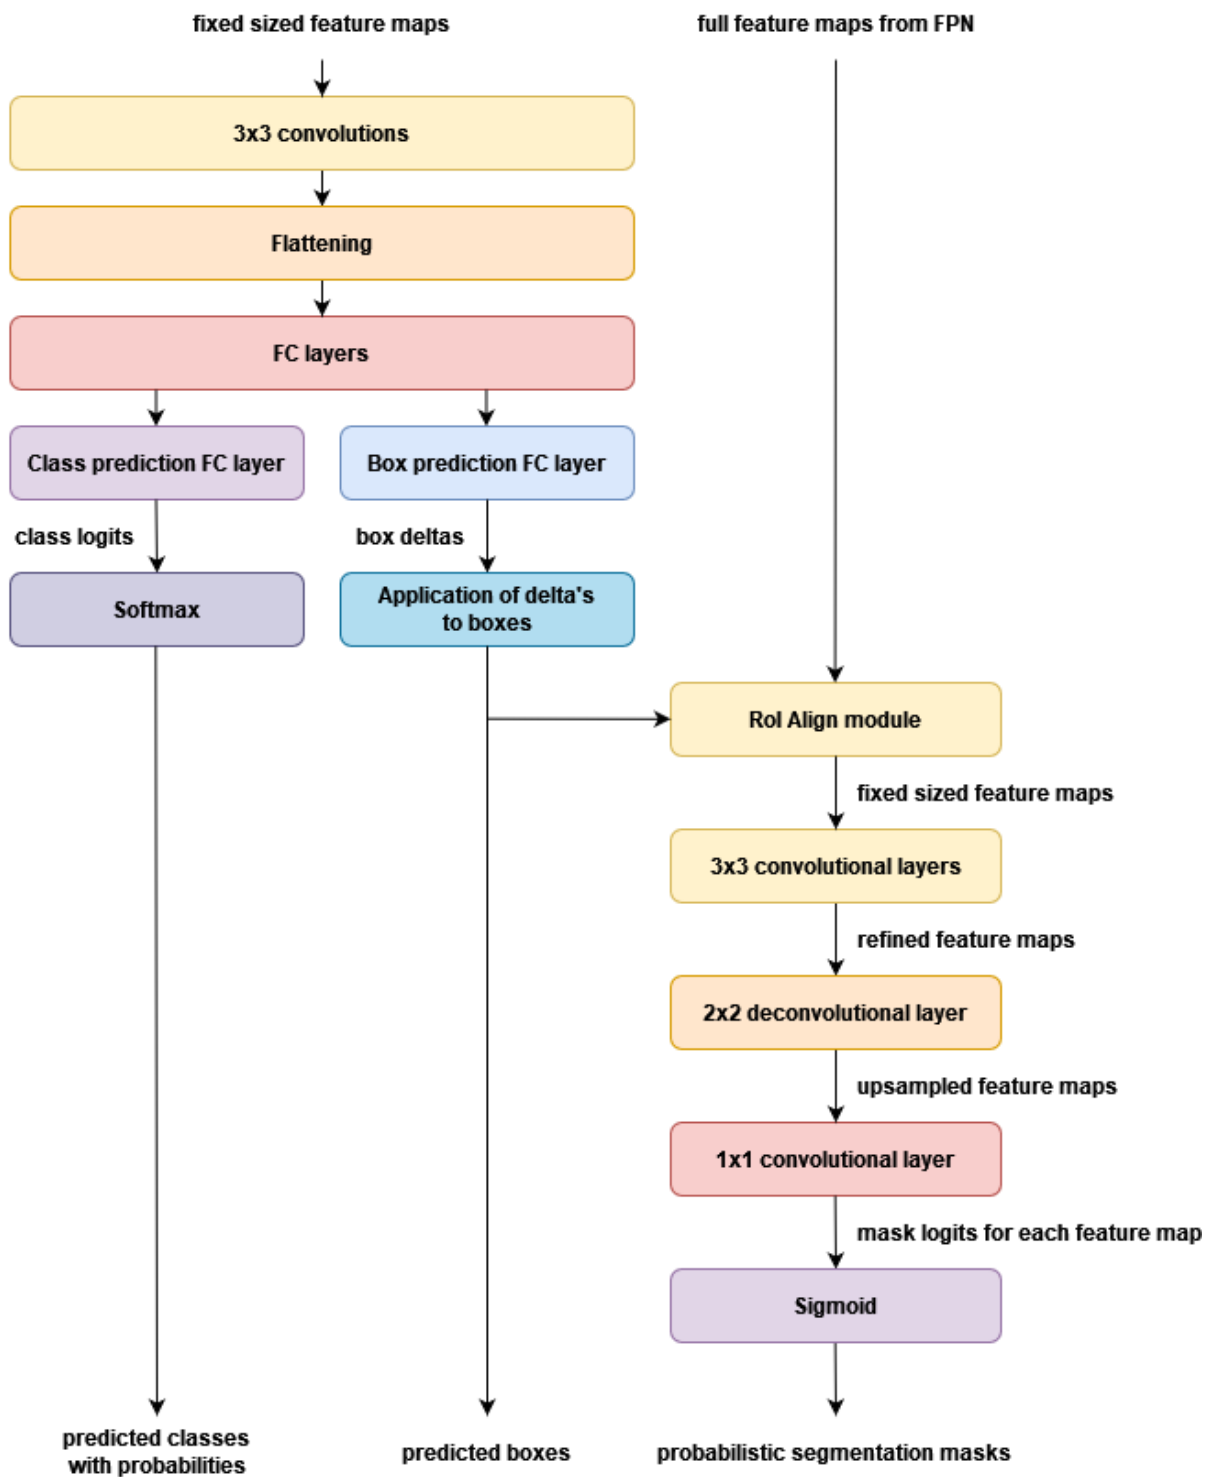 fixed sized feature maps
full feature maps from FPN
3x3 convolutions
Flattening
FC layers
Class prediction FC layer
Box prediction FC layer
class logits
box deltas
Softmax
Application of delta's
to boxes
RoI Align module
fixed sized feature maps
3x3 convolutional layers
refined feature maps
2x2 deconvolutional layer
upsampled feature maps
1x1 convolutional layer
mask logits for each feature map
Sigmoid
predicted classes
with probabilities
predicted boxes
probabilistic segmentation masks